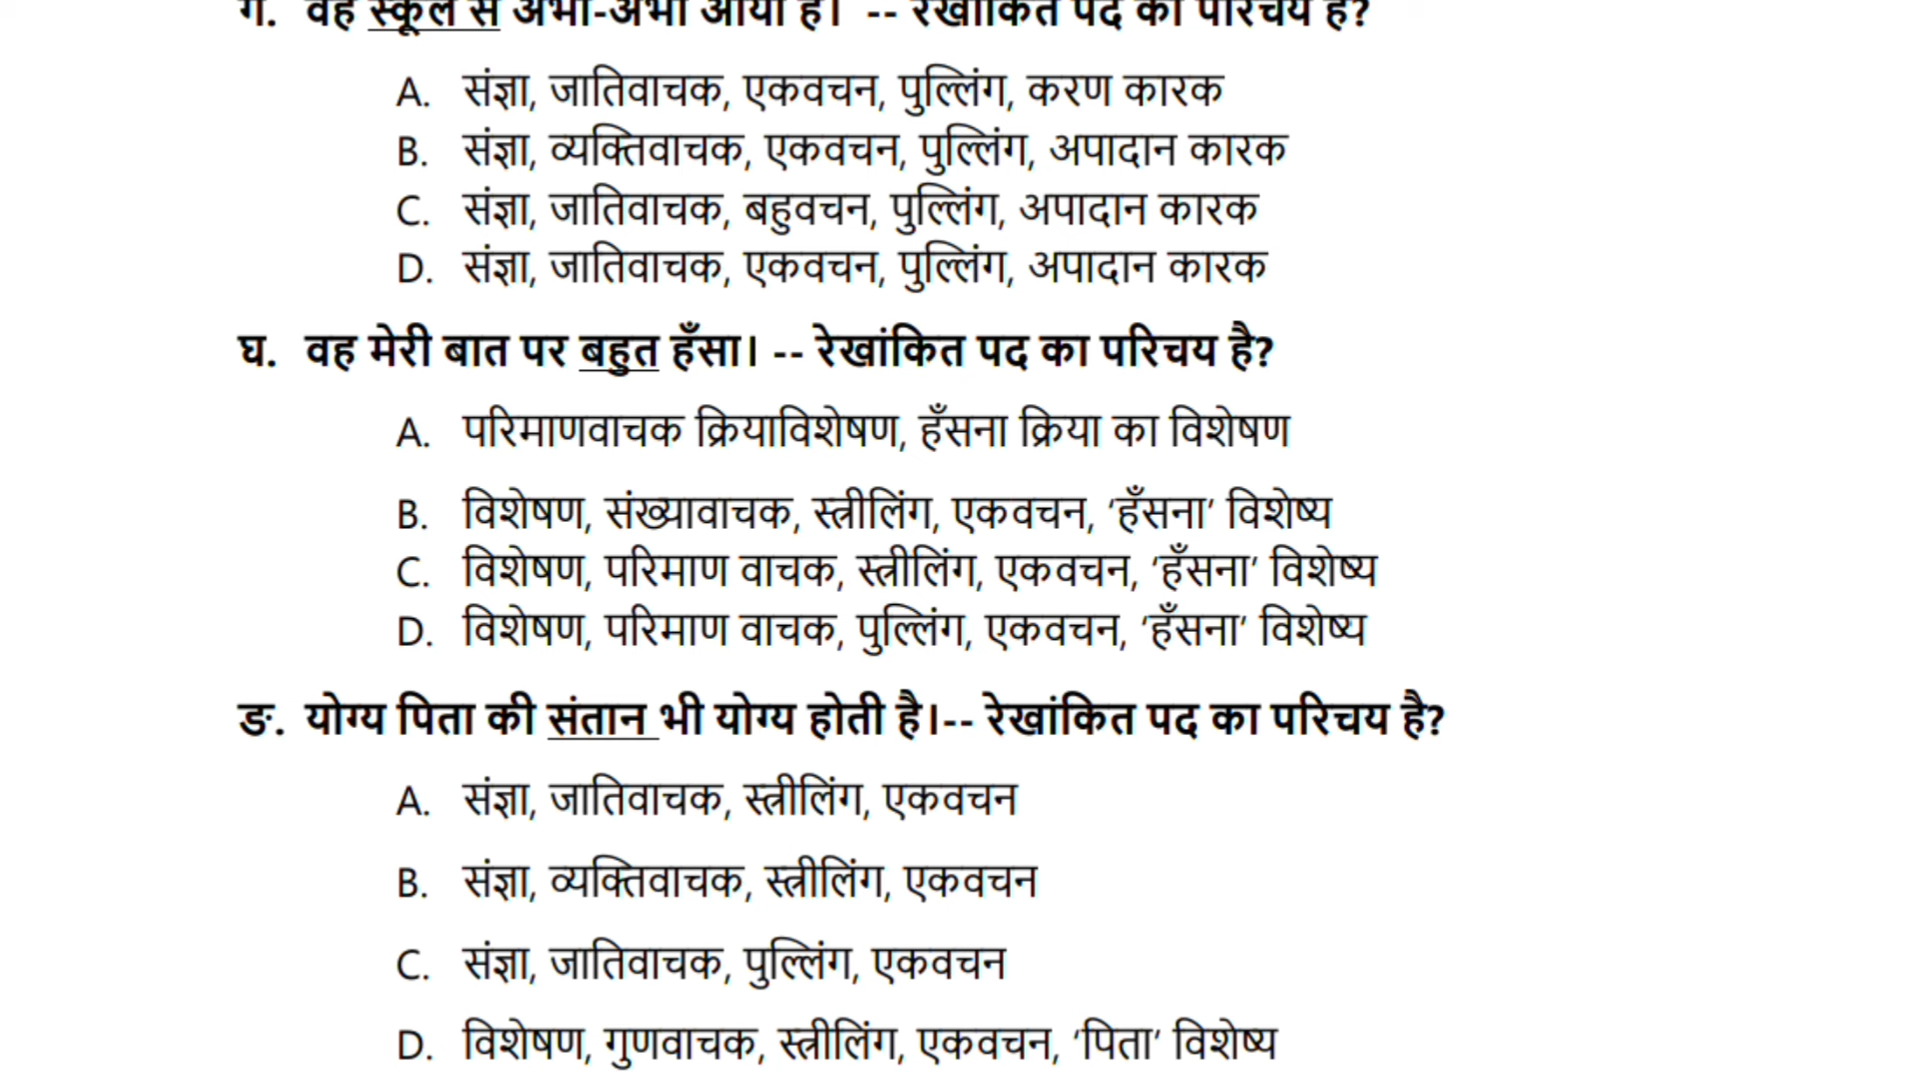 ग. वह स्कूल से अभी-अभी आया है। -- रेखांकित पद का परिचय है?
A. संज्ञा, जातिवाचक, एकवचन, पुल्लिंग, करण कारक
B. संज्ञा, व्यक्तिवाचक, एकवचन, पुल्लिंग, अपादान कारक
C. संज्ञा, जातिवाचक, बहुवचन, पुल्लिंग, अपादान कारक
D. संज्ञा, जातिवाचक, एकवचन, पुल्लिंग, अपादान कारक
घ. वह मेरी बात पर बहुत हँसा। -- रेखांकित पद का परिचय है?
A. परिमाणवाचक क्रियाविशेषण, हँसना क्रिया का विशेषण
B. विशेषण, संख्यावाचक, स्त्रीलिंग, एकवचन, ‘हँसना’ विशेष्य
C. विशेषण, परिमाण वाचक, स्त्रीलिंग, एकवचन, ‘हँसना’ विशेष्य
D. विशेषण, परिमाण वाचक, पुल्लिंग, एकवचन, ‘हँसना’ विशेष्य
ङ. योग्य पिता की संतान भी योग्य होती है।-- रेखांकित पद का परिचय है?
A. संज्ञा, जातिवाचक, स्त्रीलिंग, एकवचन
B. संज्ञा, व्यक्तिवाचक, स्त्रीलिंग, एकवचन
C. संज्ञा, जातिवाचक, पुल्लिंग, एकवचन
D. विशेषण, गुणवाचक, स्त्रीलिंग, एकवचन, ‘पिता’ विशेष्य